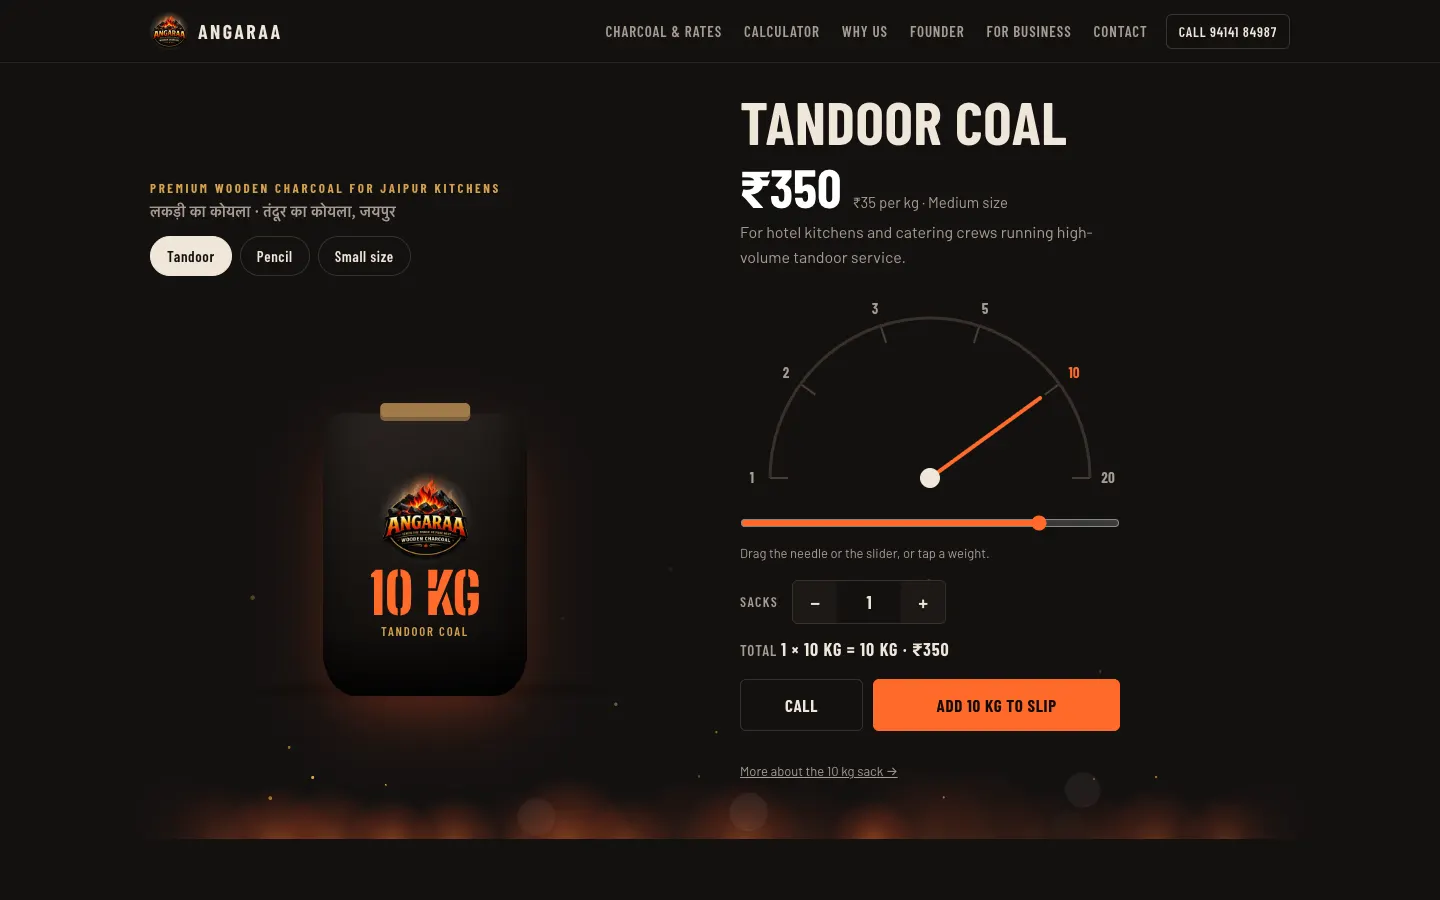 ANGARAA
CHARCOAL & RATES
CALCULATOR
WHY US
FOUNDER
FOR BUSINESS
CONTACT
CALL 94141 84987
PREMIUM WOODEN CHARCOAL FOR JAIPUR KITCHENS
लकड़ी का कोयला · तंदूर का कोयला, जयपुर
Tandoor
Pencil
Small size
ANGARAA
WOODEN CHARCOAL
10 KG
TANDOOR COAL
TANDOOR COAL
₹350 ₹35 per kg · Medium size
For hotel kitchens and catering crews running high-
volume tandoor service.
1
2
3
5
10
20
Drag the needle or the slider, or tap a weight.
SACKS − 1 +
TOTAL 1 × 10 KG = 10 KG · ₹350
CALL
ADD 10 KG TO SLIP
More about the 10 kg sack →